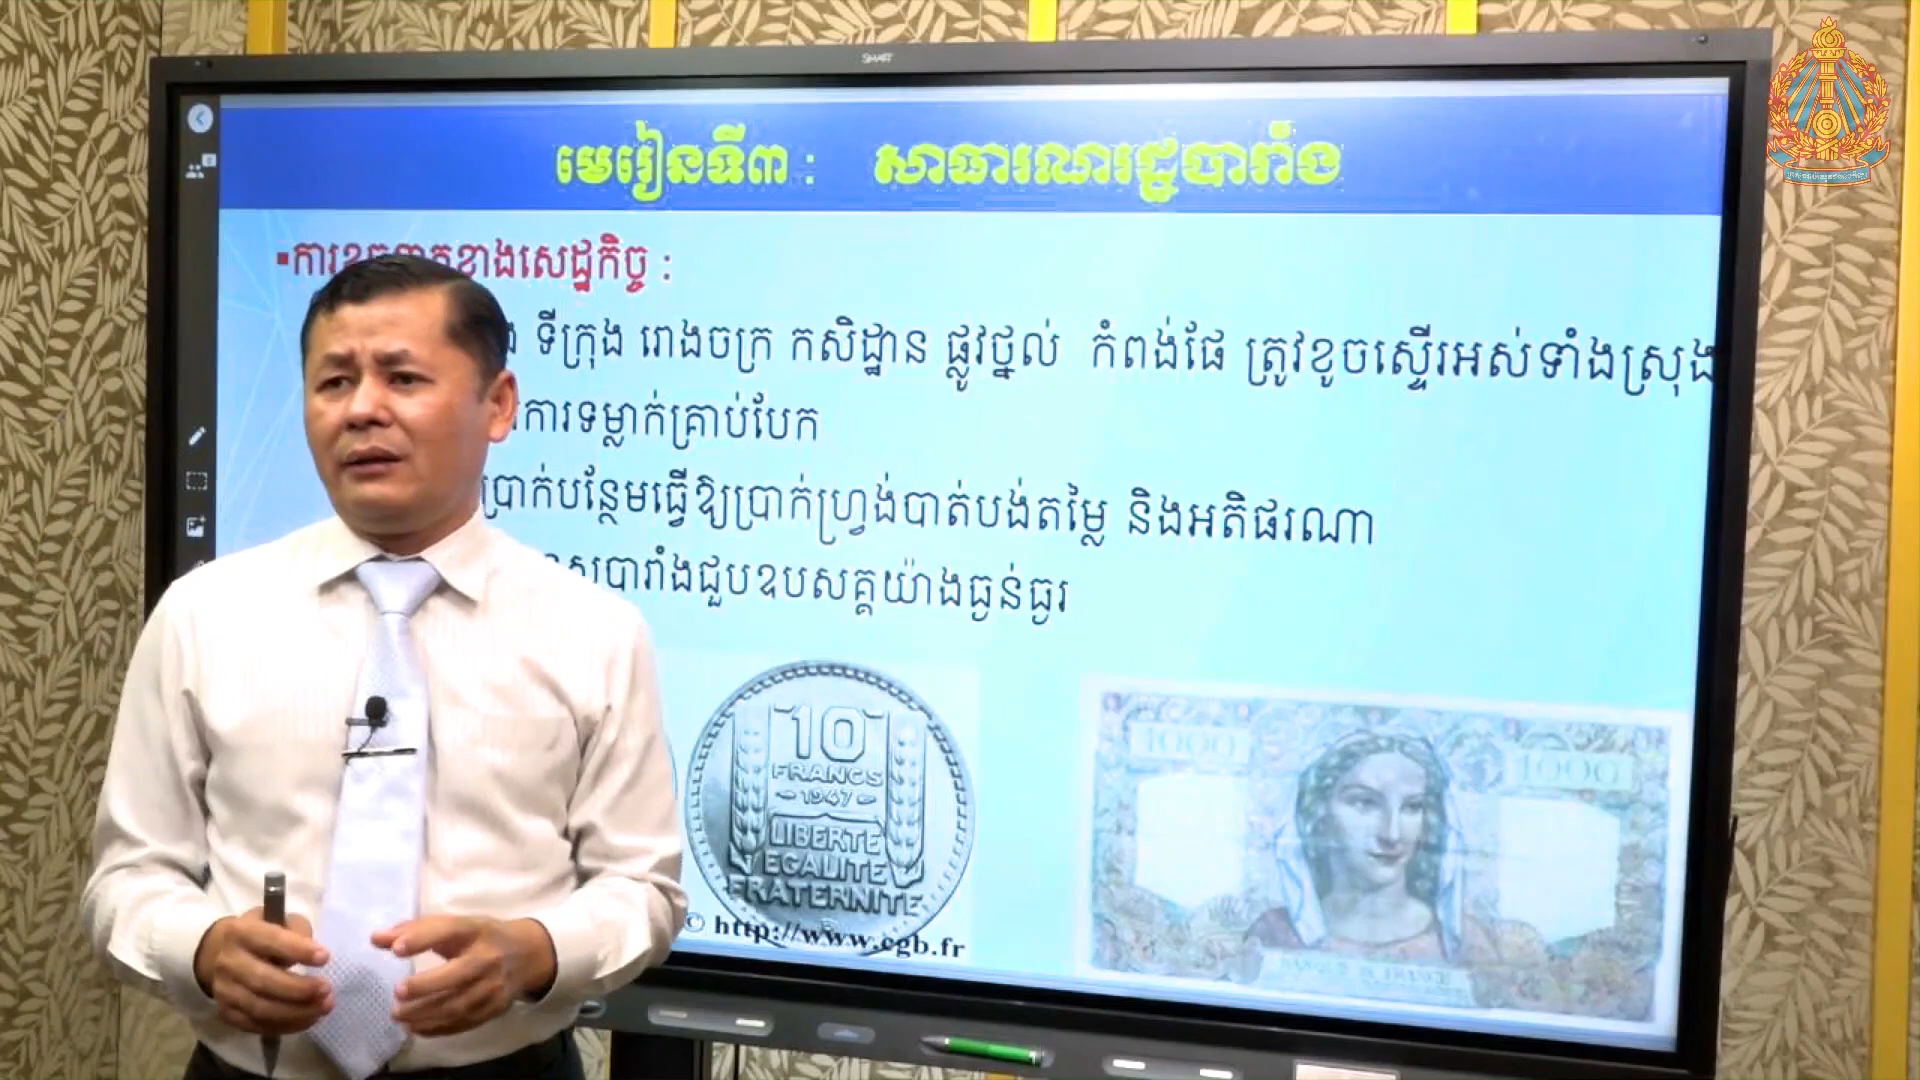 SMART
មេរៀនទី៣ : សាធារណរដ្ឋបារាំង
▪ការខូចខាតខាងសេដ្ឋកិច្ច :
ទីក្រុង រោងចក្រ កសិដ្ឋាន ផ្លូវថ្នល់ កំពង់ផែ ត្រូវខូចស្ទើរអស់ទាំងស្រុង
ការទម្លាក់គ្រាប់បែក
ប្រាក់បន្ថែមធ្វើឱ្យប្រាក់ហ្វ្រង់បាត់បង់តម្លៃ និងអតិផរណា
បារាំងជួបឧបសគ្គយ៉ាងធ្ងន់ធ្ងរ
10
FRANCS
1947
LIBERTE
EGALITE
FRATERNITE
© http://www.cgb.fr
1000 1000
BANQUE DE FRANCE